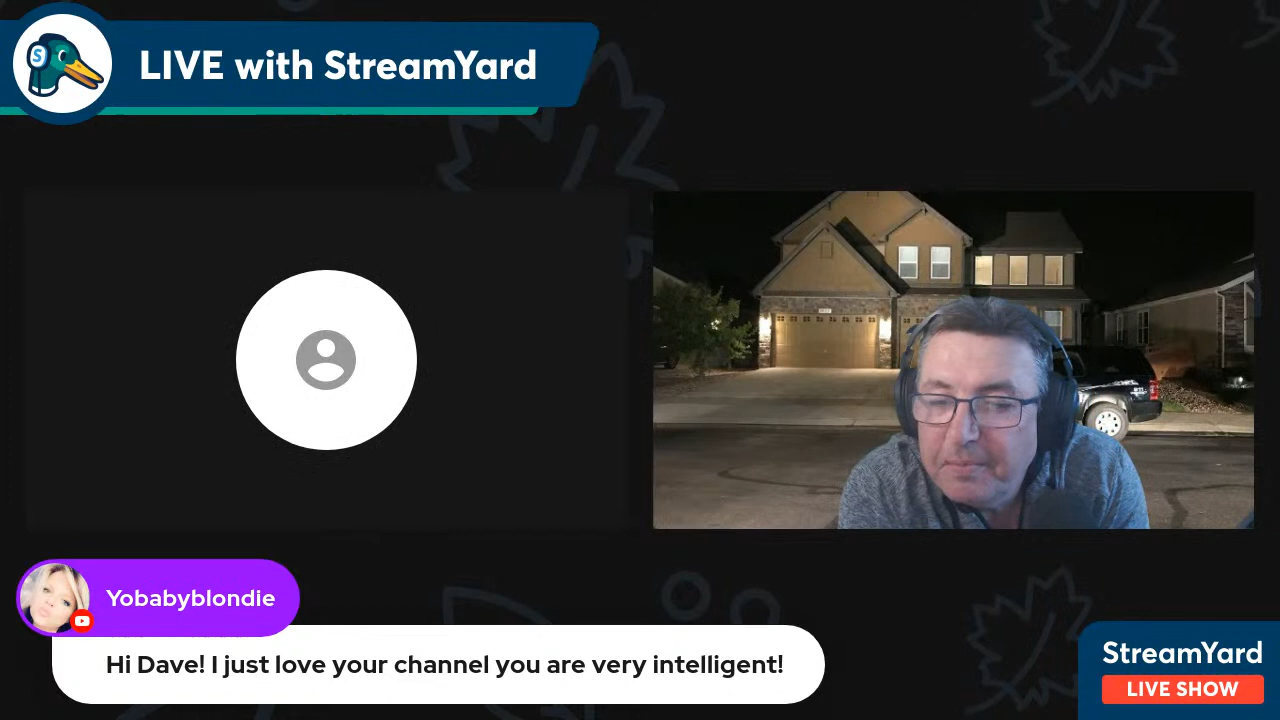 S
LIVE with StreamYard
Yobabyblondie
Hi Dave! I just love your channel you are very intelligent!
StreamYard
LIVE SHOW